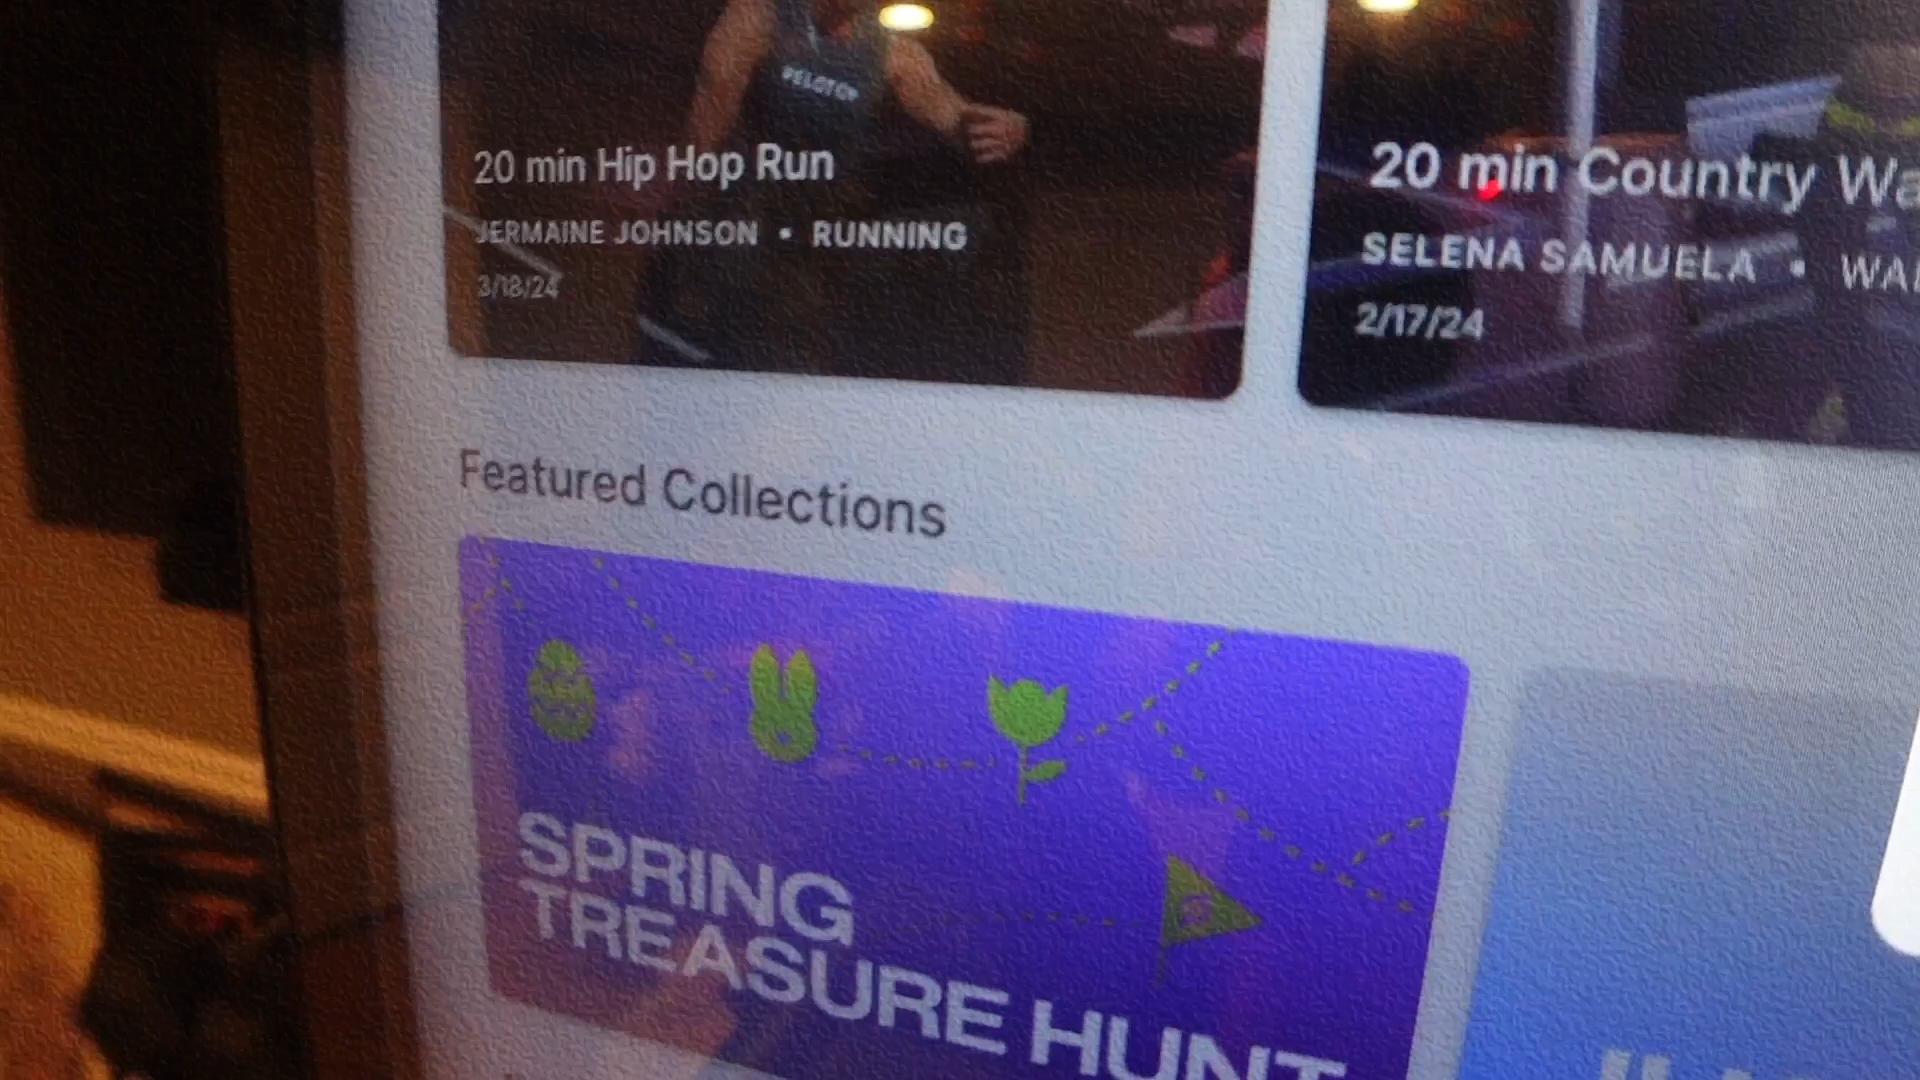 PELOTON
20 min Hip Hop Run
JERMAINE JOHNSON • RUNNING
3/18/24
20 min Country
SELENA SAMUELA •
2/17/24
Featured Collections
SPRING
TREASURE HUNT